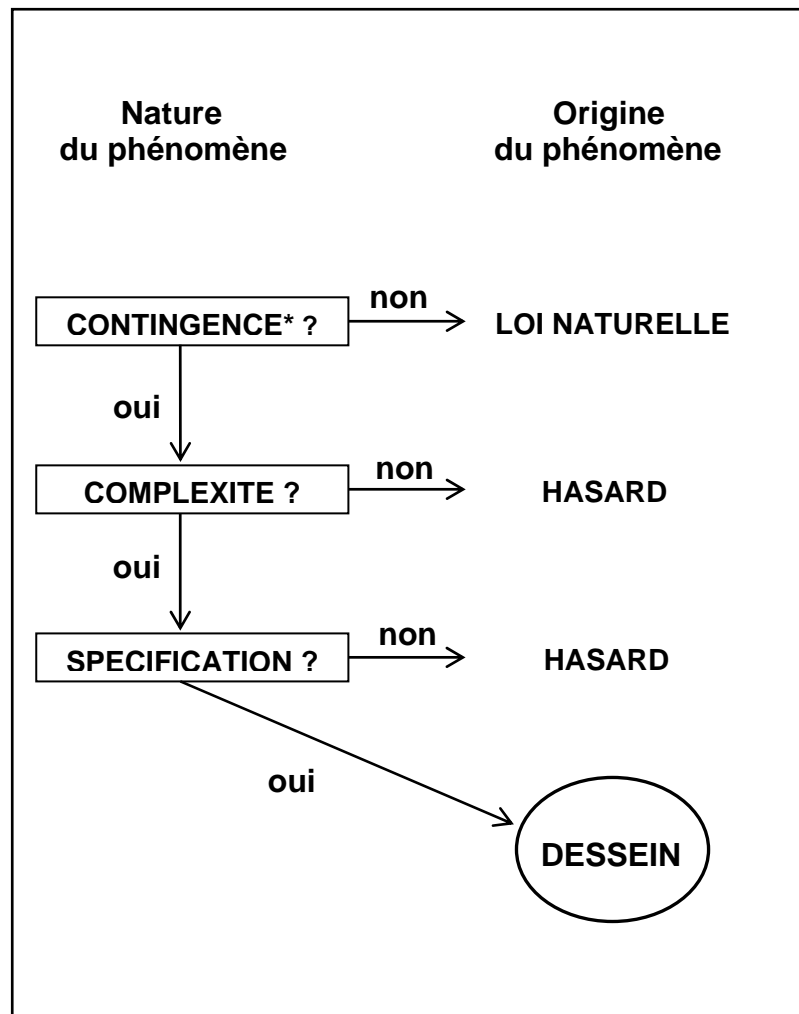 Nature
du phénomène
Origine
du phénomène
CONTINGENCE* ?
non
LOI NATURELLE
oui
COMPLEXITE ?
non
HASARD
oui
SPECIFICATION ?
non
HASARD
oui
DESSEIN